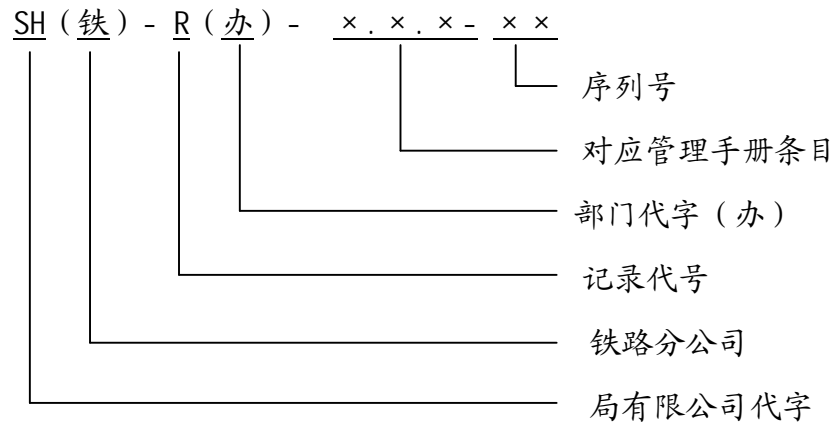 SH（铁）－R（办）－ ×.×.×－ ××
序列号
对应管理手册条目
部门代字（办）
记录代号
铁路分公司
局有限公司代字